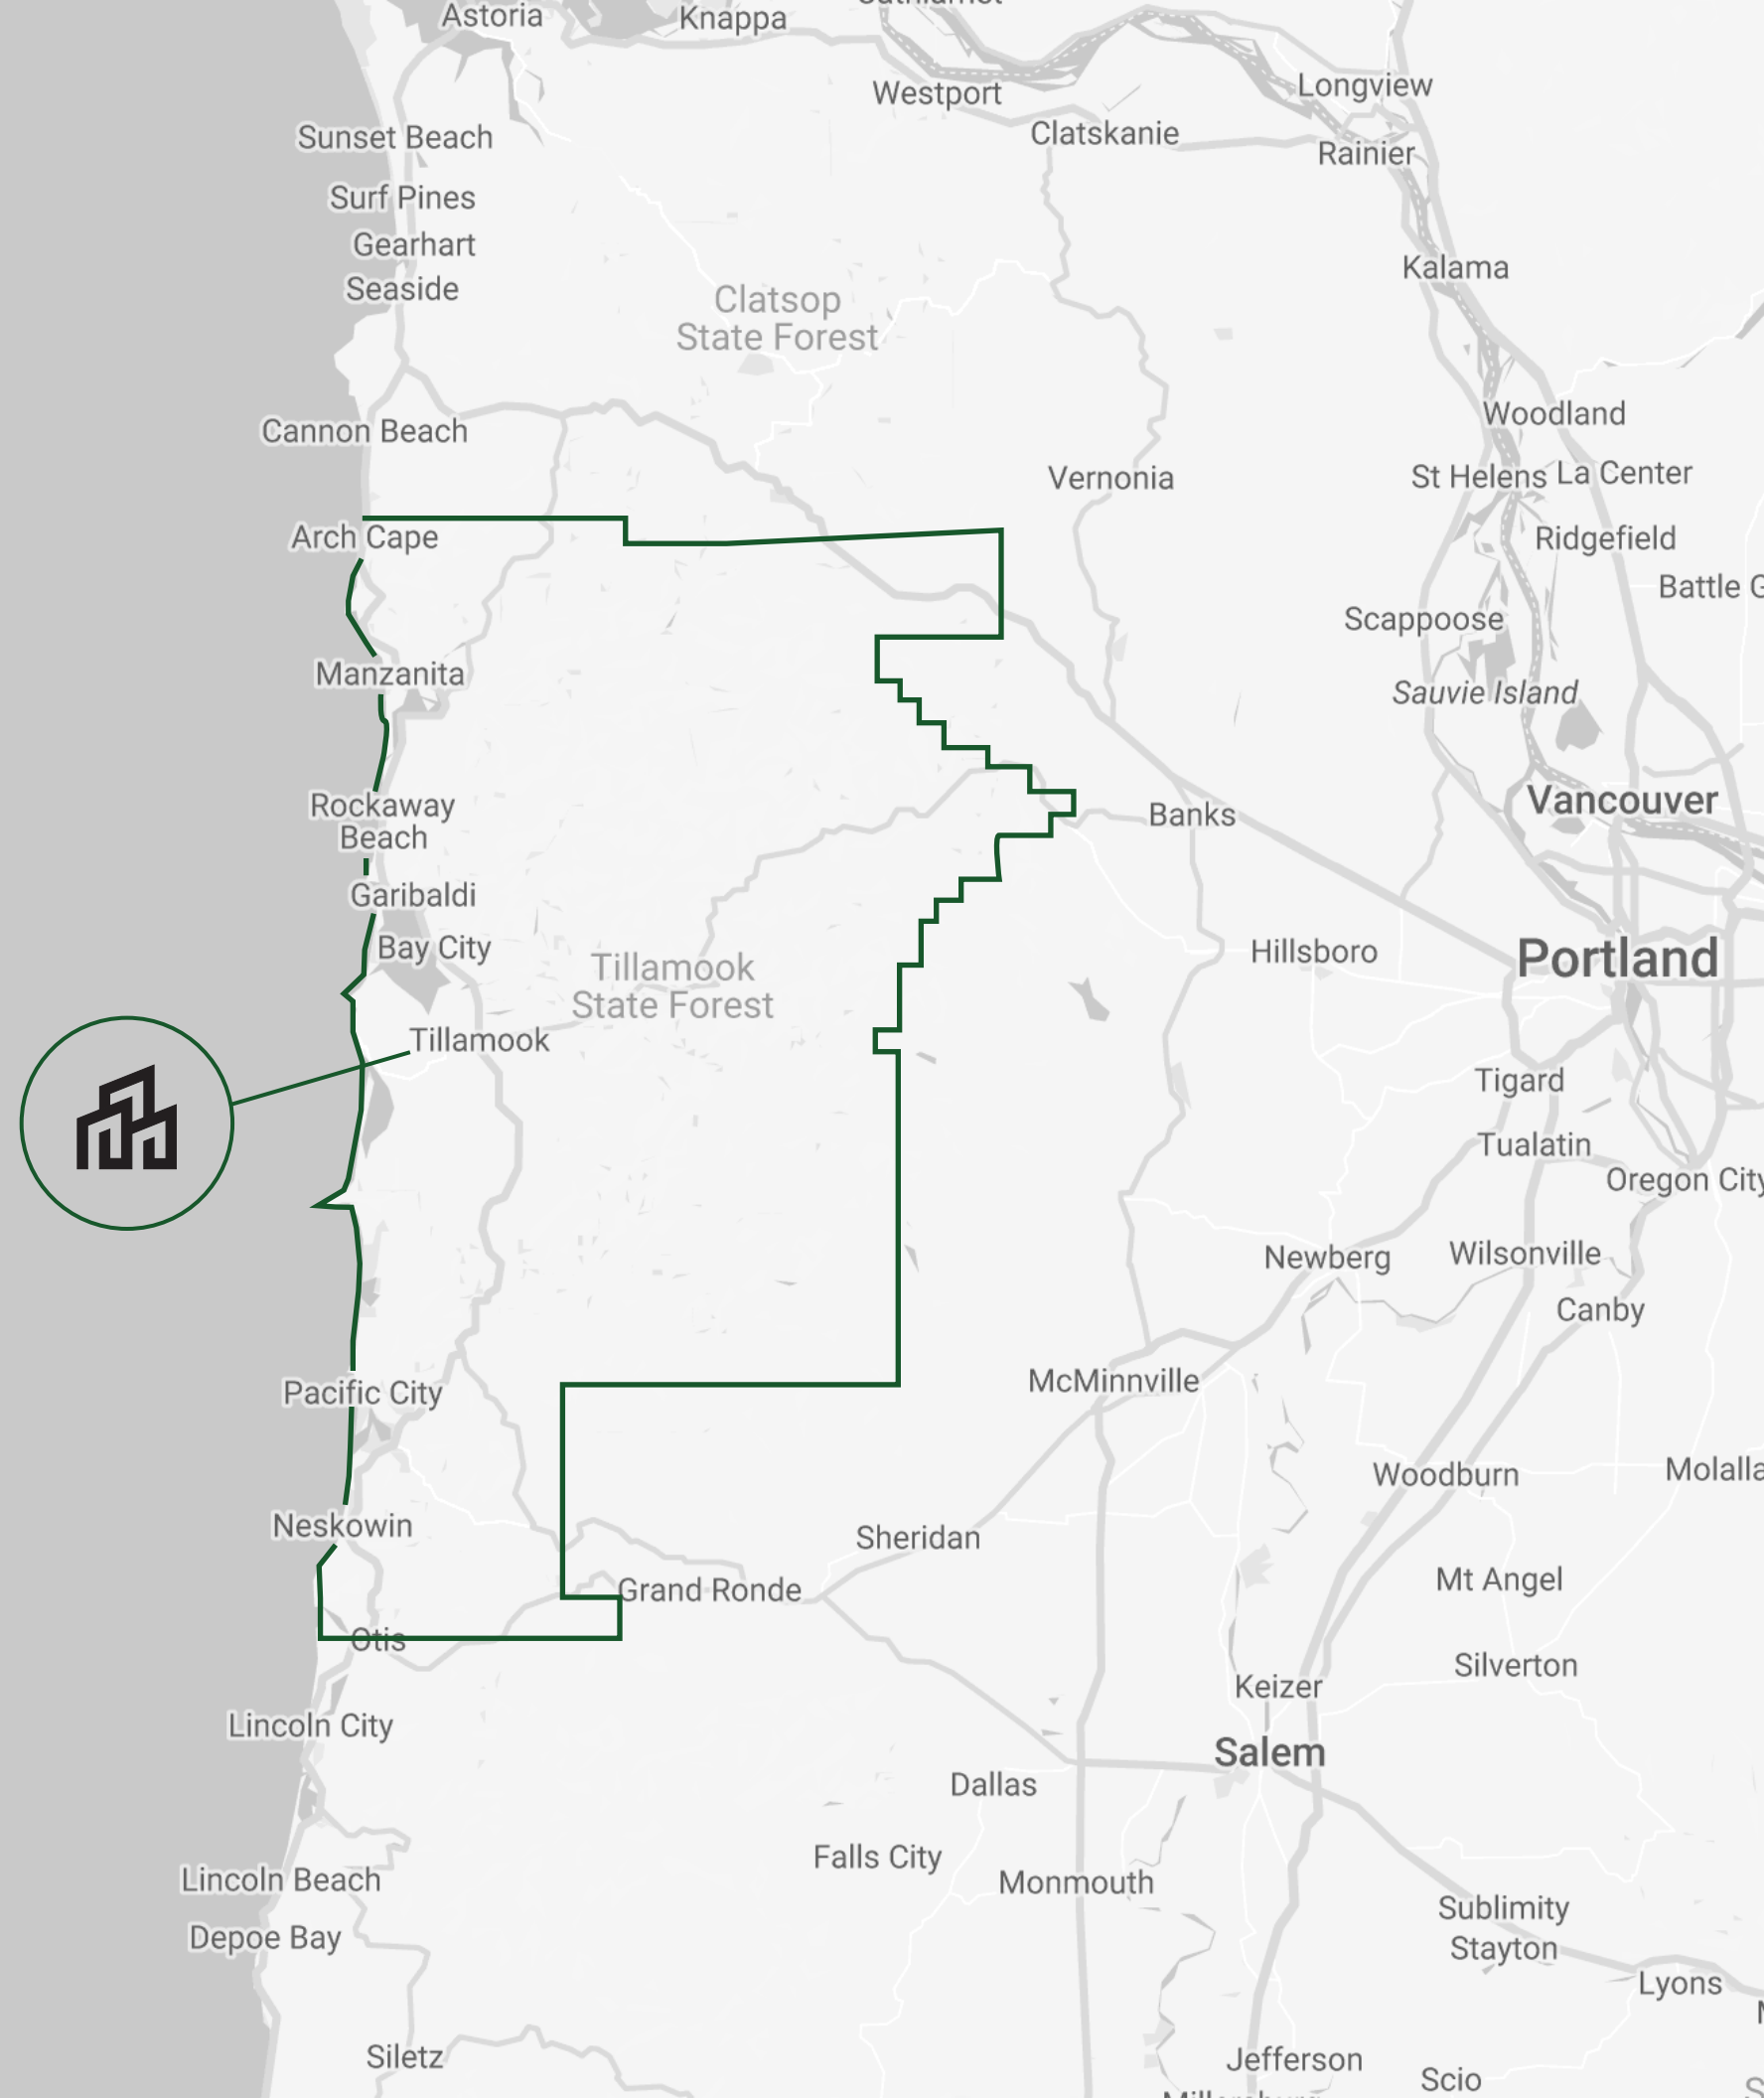 Astoria
Knappa
Westport
Longview
Clatskanie
Rainier
Sunset Beach
Surf Pines
Gearhart
Seaside
Kalama
Clatsop
State Forest
Woodland
Cannon Beach
Vernonia
St Helens
La Center
Arch Cape
Ridgefield
Battle G
Scappoose
Manzanita
Sauvie Island
Rockaway
Beach
Banks
Vancouver
Garibaldi
Bay City
Hillsboro
Portland
Tillamook
State Forest
Tillamook
Tigard
Tualatin
Oregon City
Newberg
Wilsonville
Canby
McMinnville
Pacific City
Woodburn
Molalla
Neskowin
Sheridan
Mt Angel
Grand Ronde
Otis
Silverton
Keizer
Lincoln City
Salem
Dallas
Falls City
Lincoln Beach
Monmouth
Sublimity
Depoe Bay
Stayton
Lyons
Siletz
Jefferson
Scio